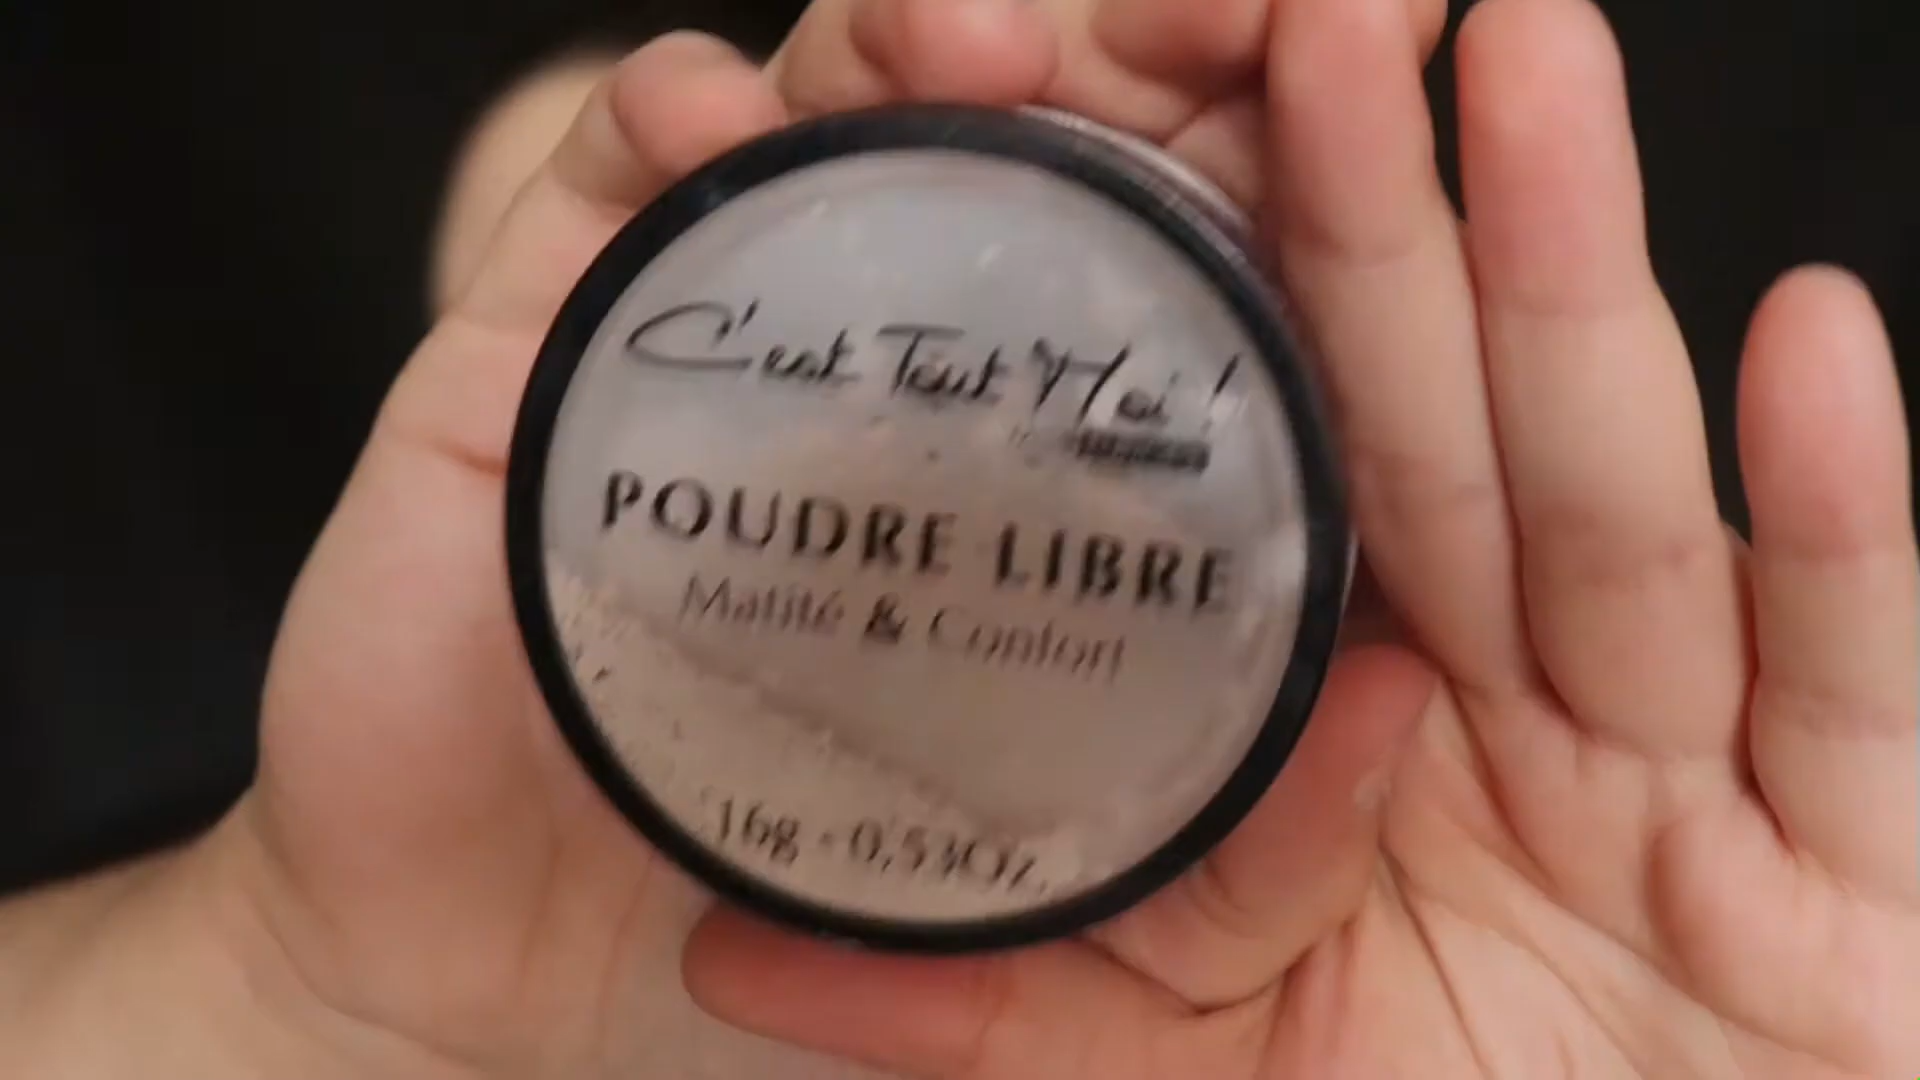 C'est Tout Moi !
POUDRE LIBRE
Matité & Confort
16g - 0,53Oz.